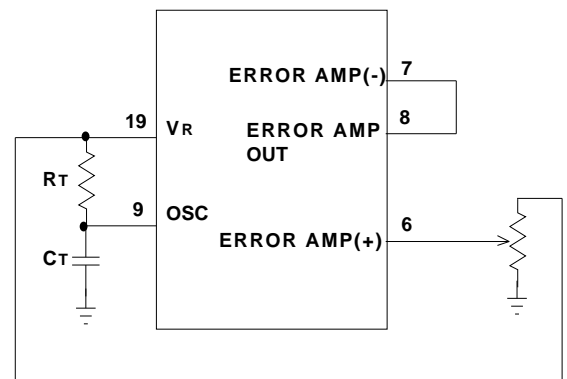 ERROR AMP(-)
7
19
VR
ERROR AMP
OUT
8
RT
9
OSC
ERROR AMP(+)
6
CT